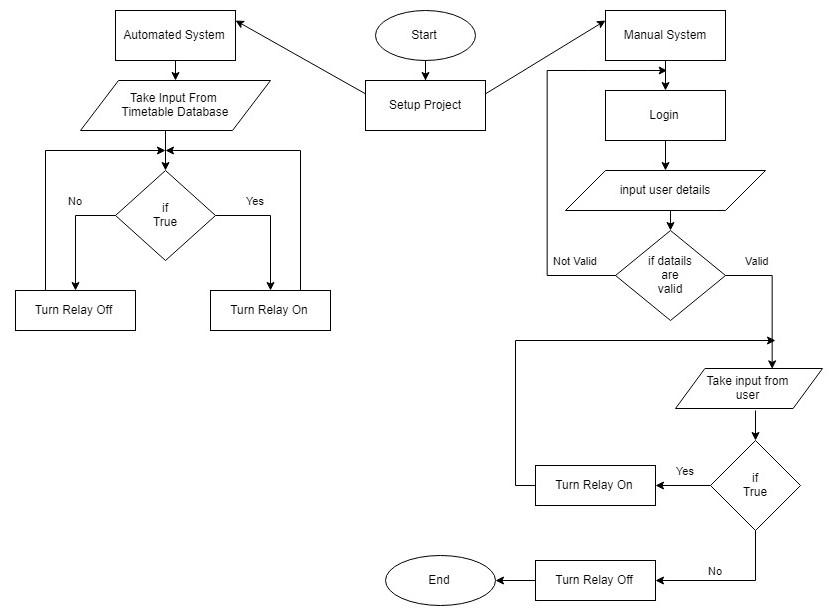 Automated System
Start
Manual System
Take Input From
Timetable Database
Setup Project
Login
No
if
True
Yes
input user details
Not Valid
if datails
are
valid
Valid
Turn Relay Off
Turn Relay On
Take input from
user
Turn Relay On
Yes
if
True
End
Turn Relay Off
No